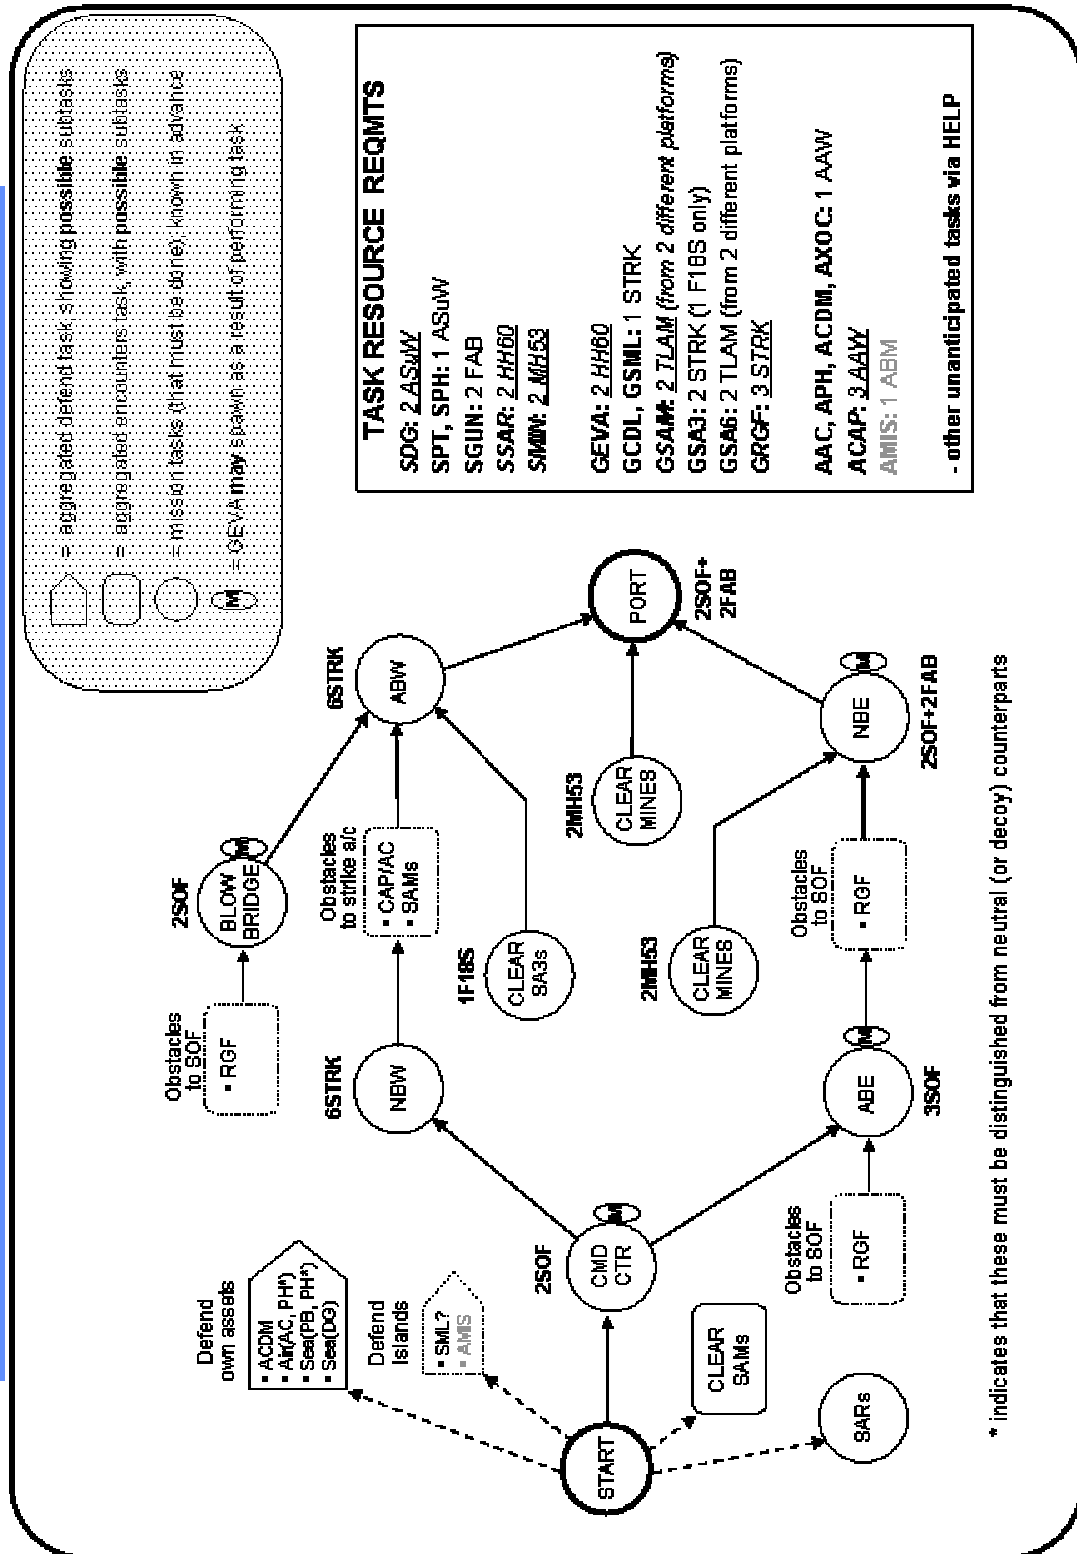 = aggregated defend task, showing possible subtasks
= aggregated encounters task, with possible subtasks
= mission tasks (that must be done); known in advance
M = GEVA may spawn as a result of performing task
Defend
own assets
▪ ACDM
▪ Air(AC, PH*)
▪ Sea(PB, PH*)
▪ Sea(DG)
Defend
Islands
▪ SML?
▪ AMIS
START
CLEAR
SAMs
SARs
2SOF
CMD
CTR
M
Obstacles
to SOF
▪ RGF
2SOF
BLOW
BRIDGE
M
6STRK
NBW
Obstacles
to strike a/c
▪ CAP/AC
▪ SAMs
6STRK
ABW
1F18S
CLEAR
SA3s
2MH53
CLEAR
MINES
2MH53
CLEAR
MINES
PORT
2SOF+
2FAB
Obstacles
to SOF
▪ RGF
ABE
M
3SOF
Obstacles
to SOF
▪ RGF
NBE
M
2SOF+2FAB
TASK RESOURCE REQMTS
SDG: 2 ASuW
SPT, SPH: 1 ASuW
SGUN: 2 FAB
SSAR: 2 HH60
SMIN: 2 MH53
GEVA: 2 HH60
GCDL, GSML: 1 STRK
GSAM: 2 TLAM (from 2 different platforms)
GSA3: 2 STRK (1 F18S only)
GSA6: 2 TLAM (from 2 different platforms)
GRGF: 3 STRK
AAC, APH, ACDM, AXOC: 1 AAW
ACAP: 3 AAW
AMIS: 1 ABM
- other unanticipated tasks via HELP
* indicates that these must be distinguished from neutral (or decoy) counterparts